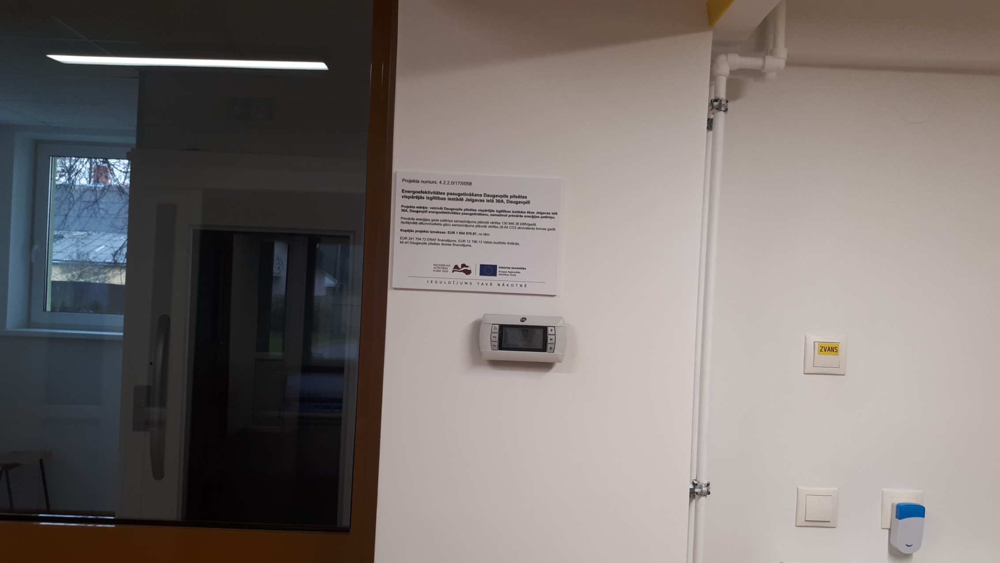 Projekta numurs: 4.2.2.0/17/I/058
Energoefektivitātes paaugstināšana Daugavpils pilsētas
vispārējās izglītības iestādē Jelgavas ielā 30A, Daugavpilī
Projekta mērķis: veicināt Daugavpils pilsētas vispārējās izglītības iestādes ēkas Jelgavas ielā
30A, Daugavpilī energoefektivitātes paaugstināšanu, samazinot primārās enerģijas patēriņu.
Primārās enerģijas gada patēriņa samazinājuma plānotā vērtība 130 946.36 kWh/gadā.
Aprēķinātā siltumnīcefekta gāzu samazinājuma plānotā vērtība 26.64 CO2 ekvivalenta tonnas gadā.
Kopējās projekta izmaksas: EUR 1 054 570.87, no tām:
EUR 241 704.72 ERAF finansējums, EUR 12 796.13 Valsts budžeta dotācija,
kā arī Daugavpils pilsētas domes finansējums.
NACIONĀLAIS
ATTĪSTĪBAS
PLĀNS 2020
EIROPAS SAVIENĪBA
Eiropas Reģionālās
attīstības fonds
IEGULDĪJUMS TAVĀ NĀKOTNĒ
VTS
ZVANS